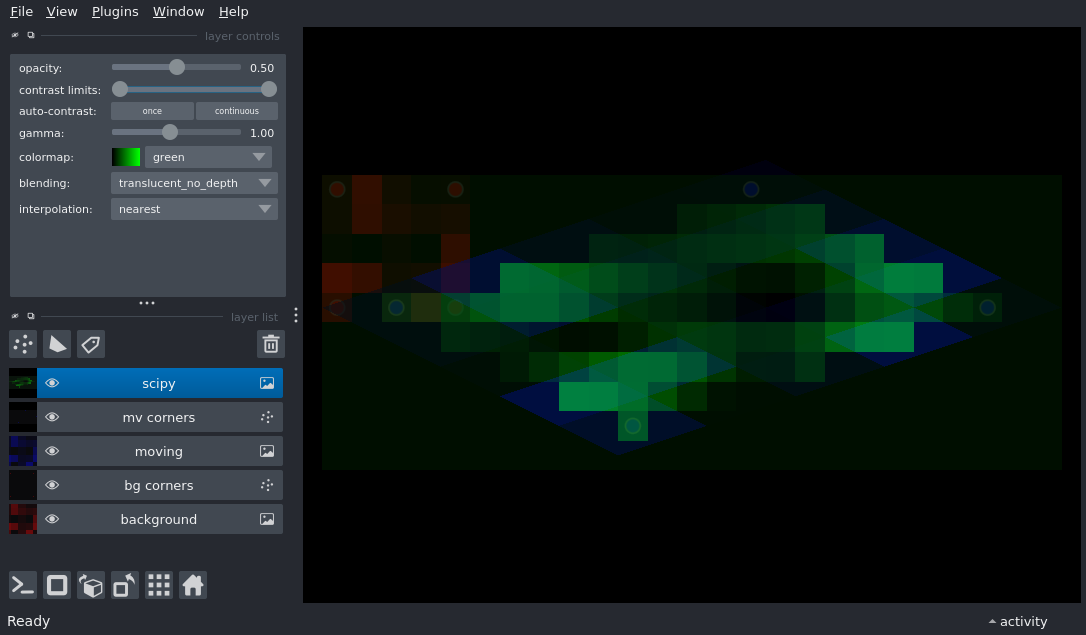 File View Plugins Window Help
layer controls
opacity: 0.50
contrast limits:
auto-contrast: once continuous
gamma: 1.00
colormap: green
blending: translucent_no_depth
interpolation: nearest
layer list
scipy
mv corners
moving
bg corners
background
Ready
activity